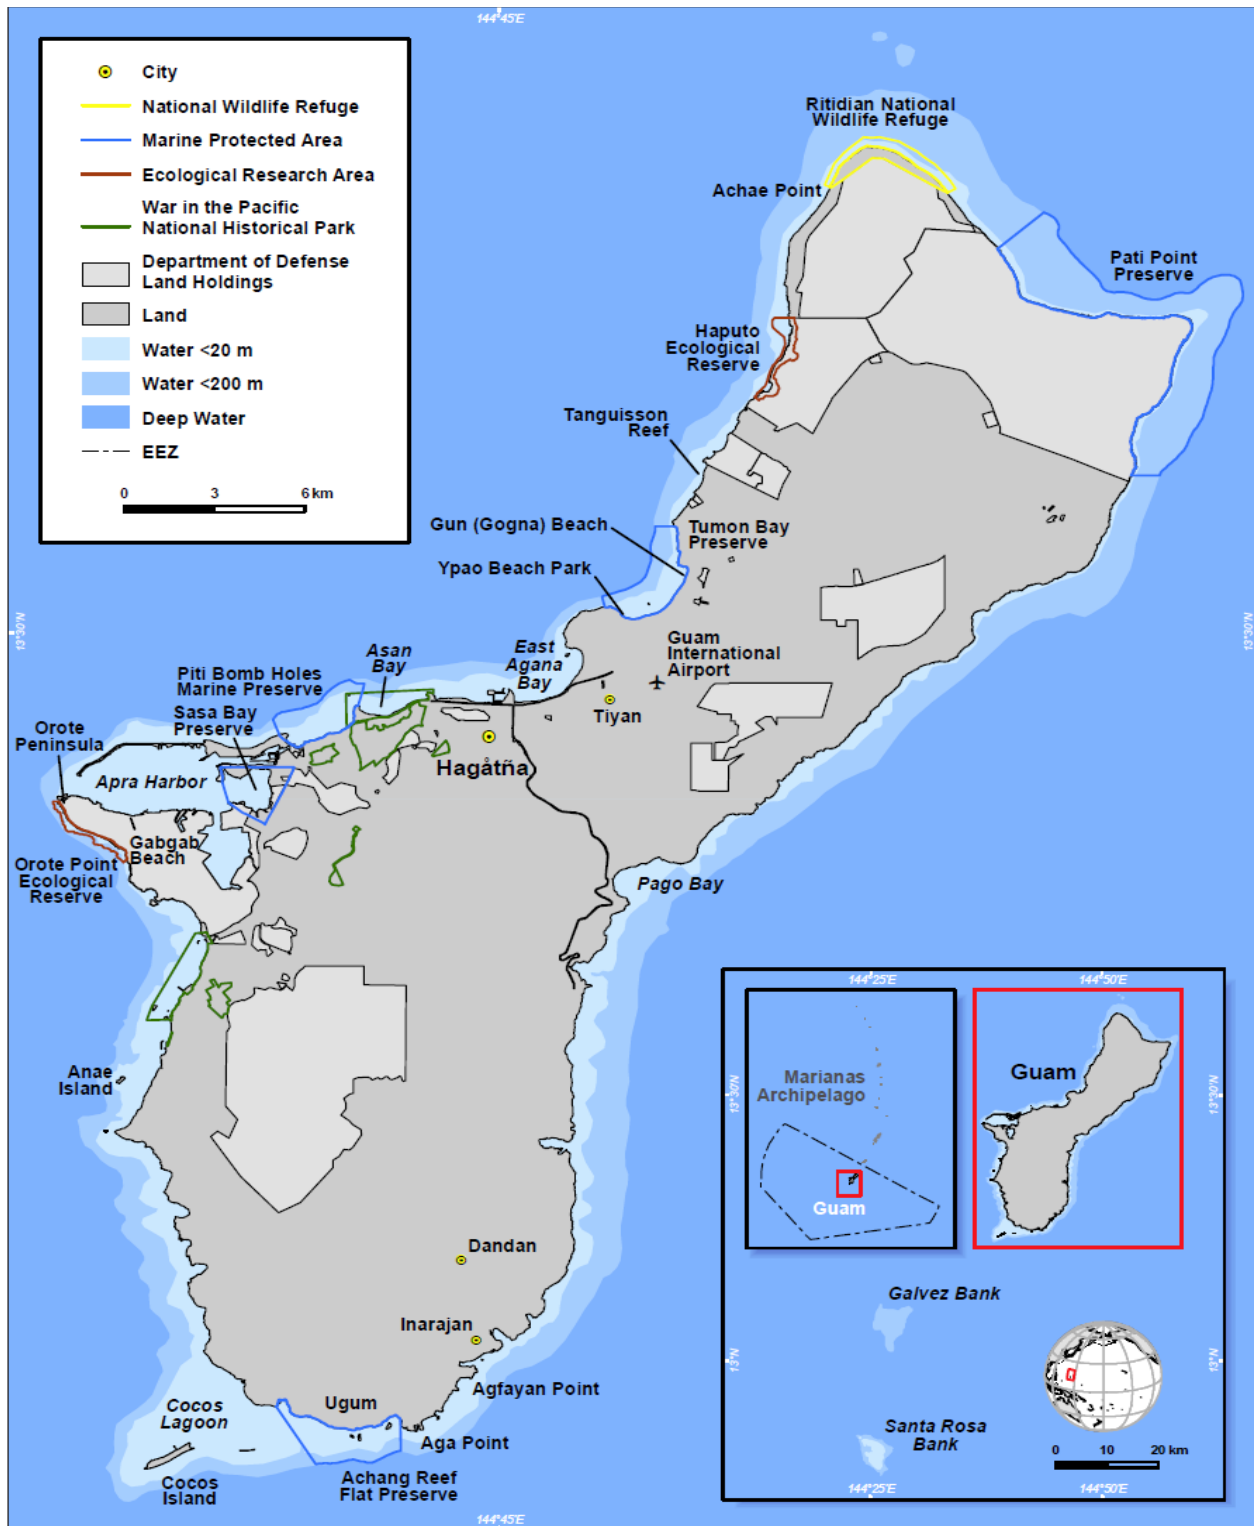 144°45'E
City
National Wildlife Refuge
Marine Protected Area
Ecological Research Area
War in the Pacific
National Historical Park
Department of Defense
Land Holdings
Land
Water <20 m
Water <200 m
Deep Water
EEZ
0 3 6 km
Ritidian National
Wildlife Refuge
Achae Point
Pati Point
Preserve
Haputo
Ecological
Reserve
Tanguisson
Reef
Gun (Gogna) Beach
Tumon Bay
Preserve
Ypao Beach Park
13°30'N
13°30'N
Guam
International
Airport
East
Agana
Bay
Asan
Bay
Piti Bomb Holes
Marine Preserve
Sasa Bay
Preserve
Tiyan
Orote
Peninsula
Hagåtña
Apra Harbor
Gabgab
Beach
Orote Point
Ecological
Reserve
Pago Bay
Anae
Island
Dandan
Inarajan
Agfayan Point
Ugum
Cocos
Lagoon
Aga Point
Cocos
Island
Achang Reef
Flat Preserve
144°45'E
144°25'E
144°50'E
Marianas
Archipelago
Guam
Guam
13°30'N
13°30'N
Galvez Bank
13°N
13°N
Santa Rosa
Bank
0 10 20 km
144°25'E
144°50'E